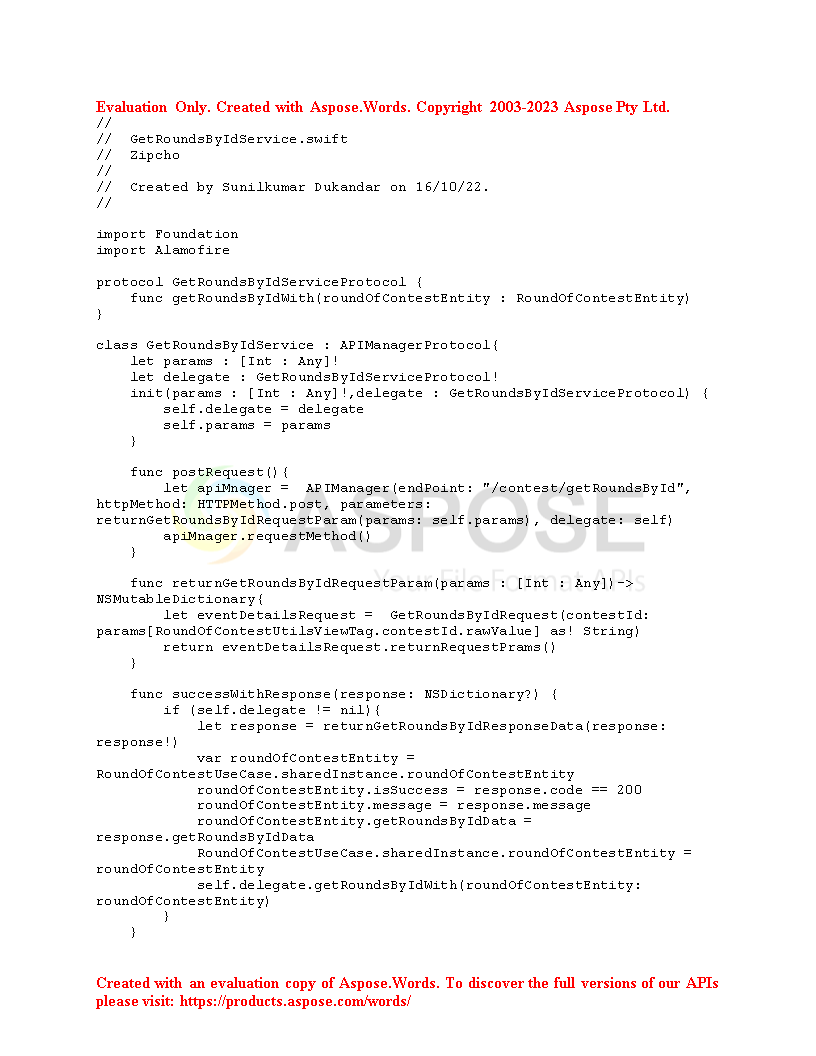 Evaluation Only. Created with Aspose.Words. Copyright 2003-2023 Aspose Pty Ltd.
//
//  GetRoundsByIdService.swift
//  Zipcho
//
//  Created by Sunilkumar Dukandar on 16/10/22.
//

import Foundation
import Alamofire

protocol GetRoundsByIdServiceProtocol {
    func getRoundsByIdWith(roundOfContestEntity : RoundOfContestEntity)
}

class GetRoundsByIdService : APIManagerProtocol{
    let params : [Int : Any]!
    let delegate : GetRoundsByIdServiceProtocol!
    init(params : [Int : Any]!,delegate : GetRoundsByIdServiceProtocol) {
        self.delegate = delegate
        self.params = params
    }

    func postRequest(){
        let apiMnager =  APIManager(endPoint: "/contest/getRoundsById",
httpMethod: HTTPMethod.post, parameters:
returnGetRoundsByIdRequestParam(params: self.params), delegate: self)
        apiMnager.requestMethod()
    }

    func returnGetRoundsByIdRequestParam(params : [Int : Any])->
NSMutableDictionary{
        let eventDetailsRequest =  GetRoundsByIdRequest(contestId:
params[RoundOfContestUtilsViewTag.contestId.rawValue] as! String)
        return eventDetailsRequest.returnRequestPrams()
    }

    func successWithResponse(response: NSDictionary?) {
        if (self.delegate != nil){
            let response = returnGetRoundsByIdResponseData(response:
response!)
            var roundOfContestEntity =
RoundOfContestUseCase.sharedInstance.roundOfContestEntity
            roundOfContestEntity.isSuccess = response.code == 200
            roundOfContestEntity.message = response.message
            roundOfContestEntity.getRoundsByIdData =
response.getRoundsByIdData
            RoundOfContestUseCase.sharedInstance.roundOfContestEntity =
roundOfContestEntity
            self.delegate.getRoundsByIdWith(roundOfContestEntity:
roundOfContestEntity)
        }
    }
ASPOSE
Your File Format APIs
Created with an evaluation copy of Aspose.Words. To discover the full versions of our APIs
please visit: https://products.aspose.com/words/